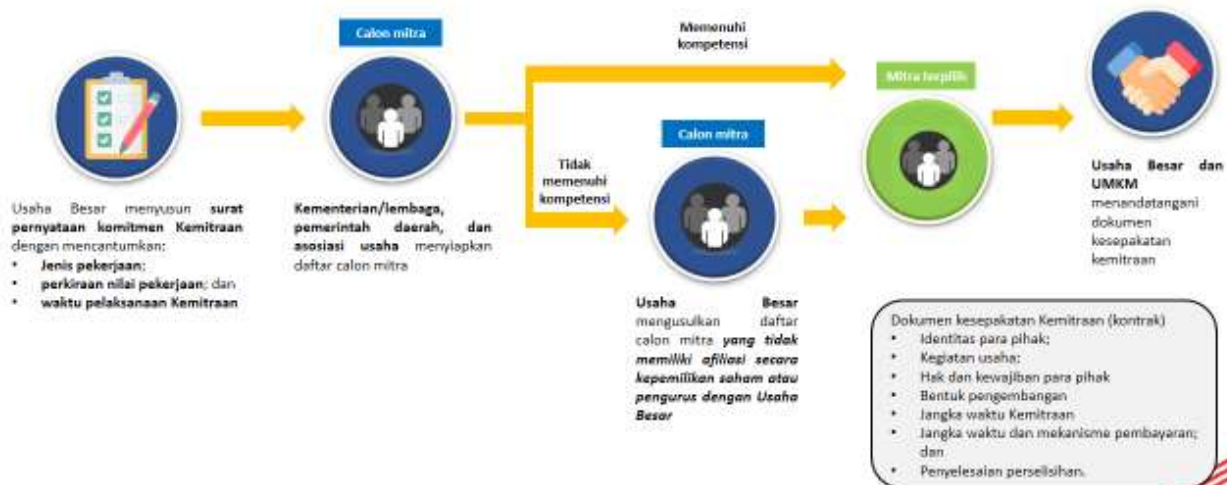 Calon mitra
Memenuhi
kompetensi
Mitra terpilih
Calon mitra
Tidak
memenuhi
kompetensi
Usaha Besar menyusun surat
pernyataan komitmen Kemitraan
dengan mencantumkan:
• Jenis pekerjaan;
• perkiraan nilai pekerjaan; dan
• waktu pelaksanaan Kemitraan
Kementerian/lembaga,
pemerintah daerah, dan
asosiasi usaha menyiapkan
daftar calon mitra
Usaha Besar
mengusulkan daftar
calon mitra yang tidak
memiliki afiliasi secara
kepemilikan saham atau
pengurus dengan Usaha
Besar
Usaha Besar dan
UMKM
menandatangani
dokumen
kesepakatan
kemitraan
Dokumen kesepakatan Kemitraan (kontrak)
• Identitas para pihak;
• Kegiatan usaha;
• Hak dan kewajiban para pihak
• Bentuk pengembangan
• Jangka waktu Kemitraan
• Jangka waktu dan mekanisme pembayaran;
dan
• Penyelesaian perselisihan.